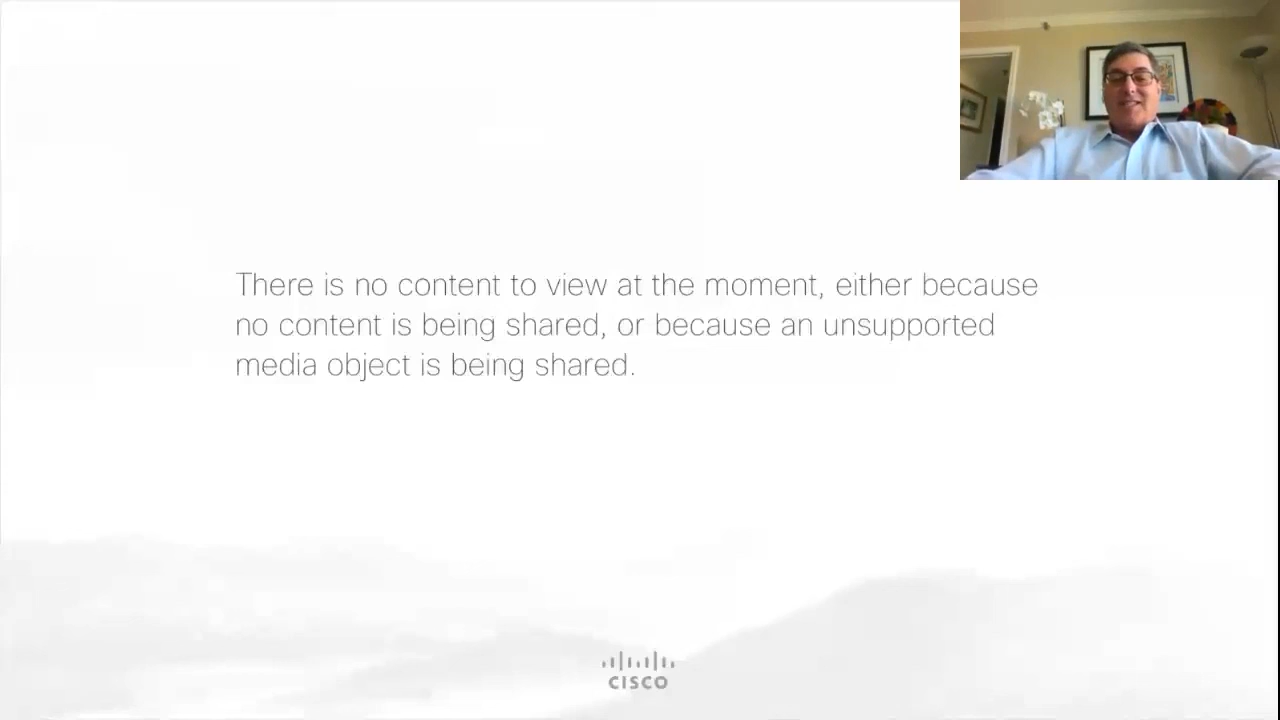 There is no content to view at the moment, either because
no content is being shared, or because an unsupported
media object is being shared.
CISCO